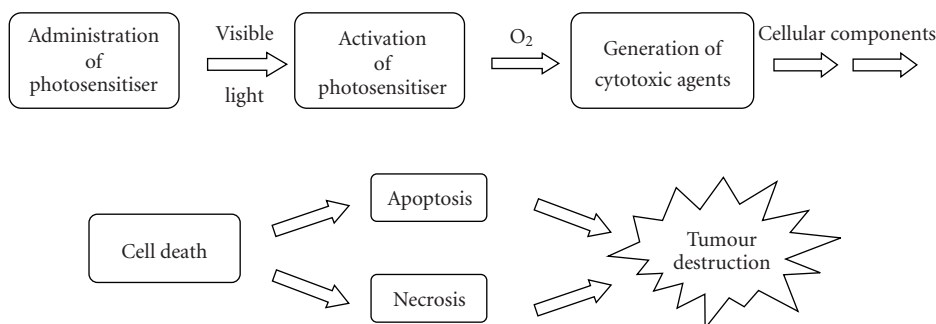 Administration
of
photosensitiser
Visible
light
Activation
of
photosensitiser
O2
Generation of
cytotoxic agents
Cellular components
Cell death
Apoptosis
Necrosis
Tumour
destruction